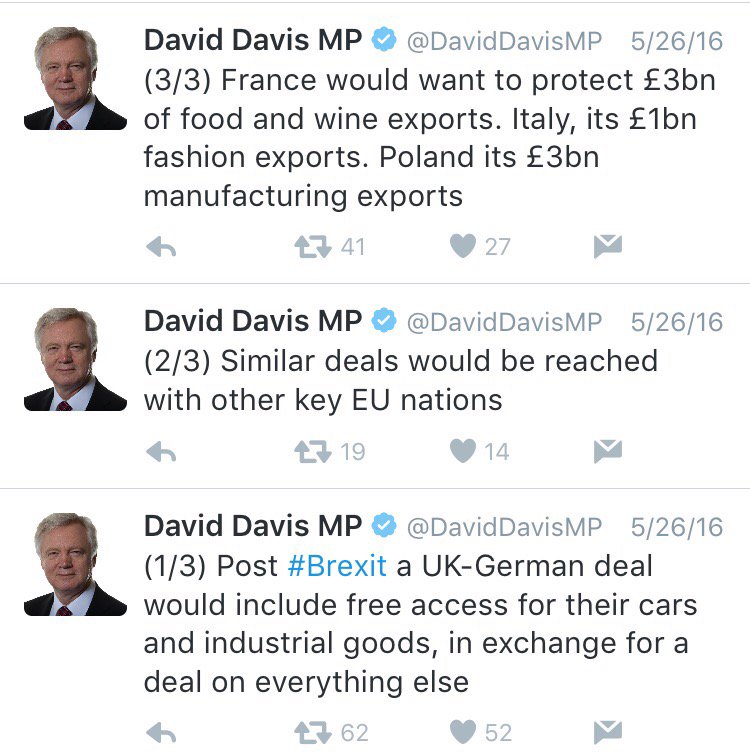 David Davis MP @DavidDavisMP 5/26/16
(3/3) France would want to protect £3bn
of food and wine exports. Italy, its £1bn
fashion exports. Poland its £3bn
manufacturing exports
41 27
David Davis MP @DavidDavisMP 5/26/16
(2/3) Similar deals would be reached
with other key EU nations
19 14
David Davis MP @DavidDavisMP 5/26/16
(1/3) Post #Brexit a UK-German deal
would include free access for their cars
and industrial goods, in exchange for a
deal on everything else
62 52